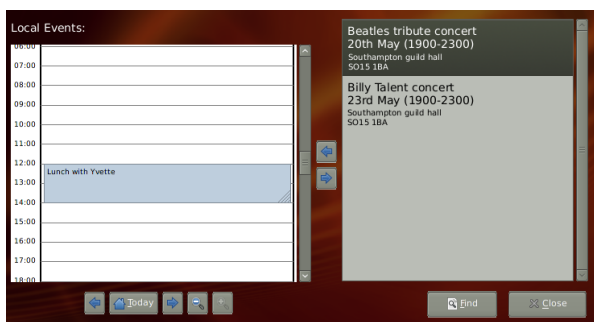 Local Events:
06:00
07:00
08:00
09:00
10:00
11:00
12:00
Lunch with Yvette
13:00
14:00
15:00
16:00
17:00
18:00
Today
Beatles tribute concert
20th May (1900-2300)
Southampton guild hall
SO15 1BA
Billy Talent concert
23rd May (1900-2300)
Southampton guild hall
SO15 1BA
Find
Close